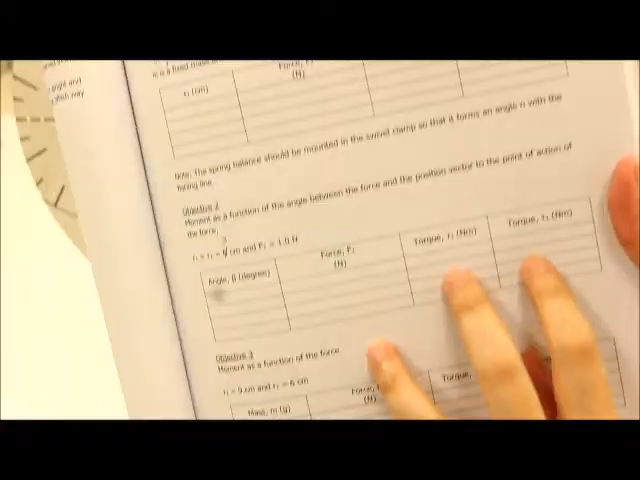 m is a fixed mass
r₁ (cm)
Force, F₂
(N)
Now, the spring balance should be mounted in the swivel clamp so that it forms an angle n with the
turning line.
Objective 2
Moment as a function of the angle between the force and the position vector to the point of action of
the force,
cm and F₁ = 1.0 N
Angle, β (degree)
Force, F₂
(N)
Torque, τ₁ (Nm)
Torque, τ₂ (Nm)
Objective 3
Moment as a function of the force.
r₁ = 9 cm and r₂ = 6 cm
Mass, m (g)
Force,
(N)
Torque,